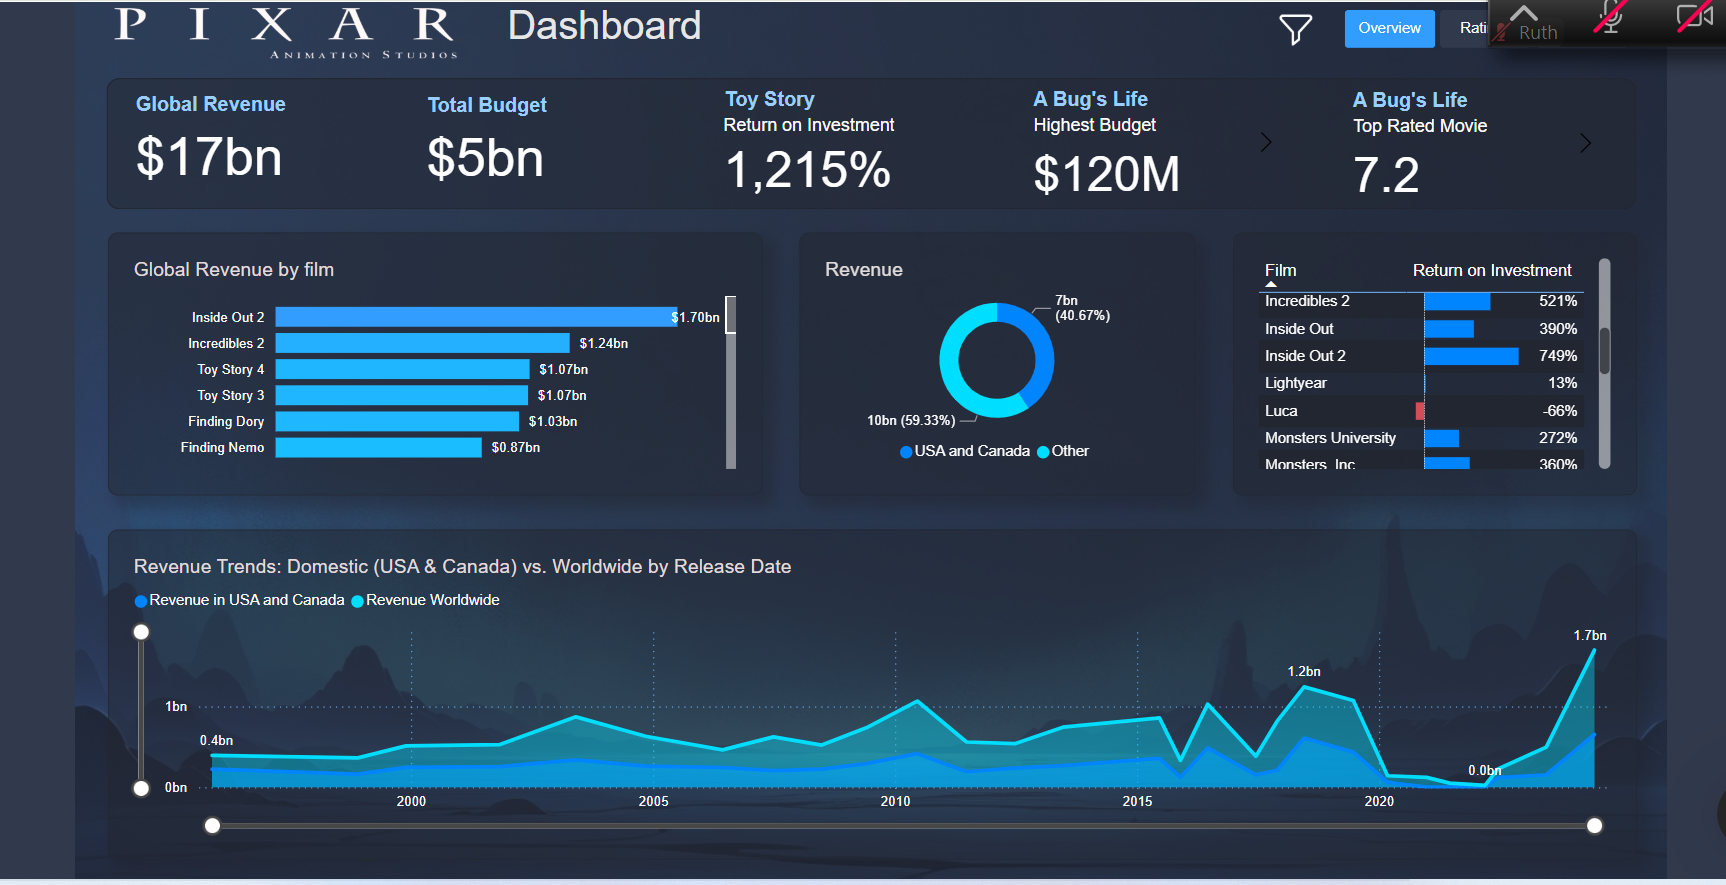 PIXAR
ANIMATION STUDIOS
Dashboard
Overview
Rati
Ruth
Global Revenue
$17bn
Total Budget
$5bn
Toy Story
Return on Investment
1,215%
A Bug's Life
Highest Budget
$120M
A Bug's Life
Top Rated Movie
7.2
Global Revenue by film
Inside Out 2 $1.70bn
Incredibles 2 $1.24bn
Toy Story 4 $1.07bn
Toy Story 3 $1.07bn
Finding Dory $1.03bn
Finding Nemo $0.87bn
Revenue
7bn
(40.67%)
10bn (59.33%)
USA and Canada Other
Film Return on Investment
Incredibles 2 521%
Inside Out 390%
Inside Out 2 749%
Lightyear 13%
Luca -66%
Monsters University 272%
Monsters, Inc 360%
Revenue Trends: Domestic (USA & Canada) vs. Worldwide by Release Date
Revenue in USA and Canada Revenue Worldwide
1.7bn
1.2bn
1bn
0.4bn
0.0bn
0bn
2000 2005 2010 2015 2020